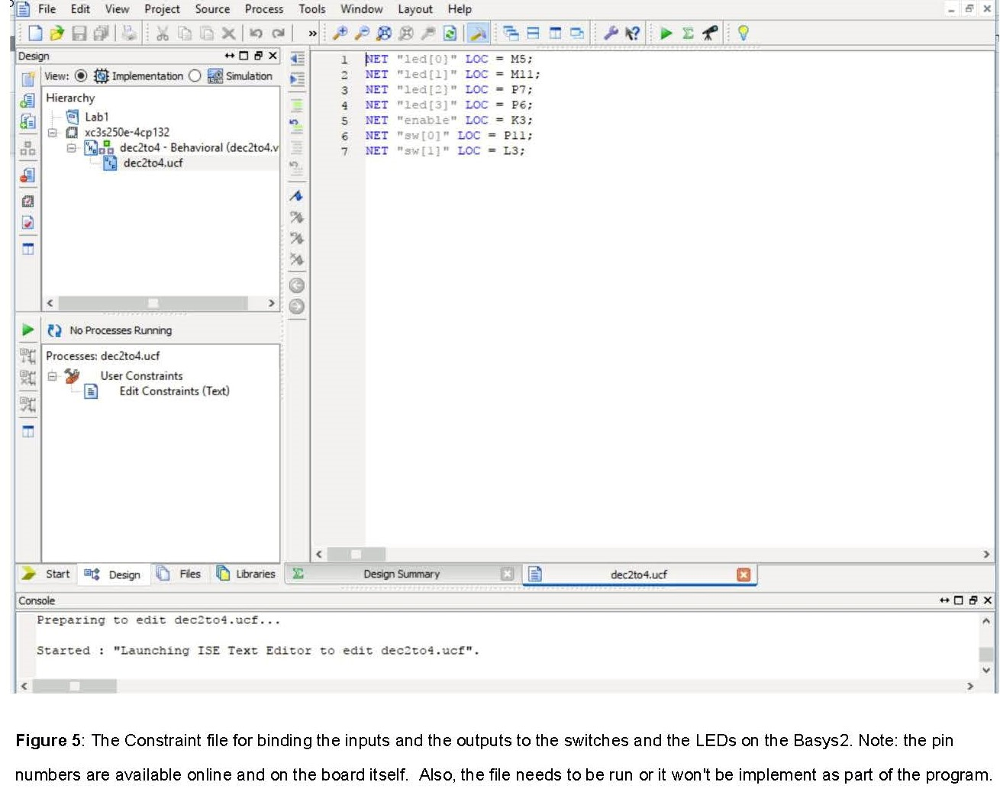 File Edit View Project Source Process Tools Window Layout Help
Design
View: Implementation Simulation
Hierarchy
Lab1
xc3s250e-4cp132
dec2to4 - Behavioral (dec2to4.v
dec2to4.ucf
1 NET "led[0]" LOC = M5;
2 NET "led[1]" LOC = M11;
3 NET "led[2]" LOC = P7;
4 NET "led[3]" LOC = P6;
5 NET "enable" LOC = K3;
6 NET "sw[0]" LOC = P11;
7 NET "sw[1]" LOC = L3;
No Processes Running
Processes: dec2to4.ucf
User Constraints
Edit Constraints (Text)
Start Design Files Libraries Design Summary dec2to4.ucf
Console
Preparing to edit dec2to4.ucf...
Started : "Launching ISE Text Editor to edit dec2to4.ucf".
Figure 5: The Constraint file for binding the inputs and the outputs to the switches and the LEDs on the Basys2. Note: the pin
numbers are available online and on the board itself.  Also, the file needs to be run or it won't be implement as part of the program.